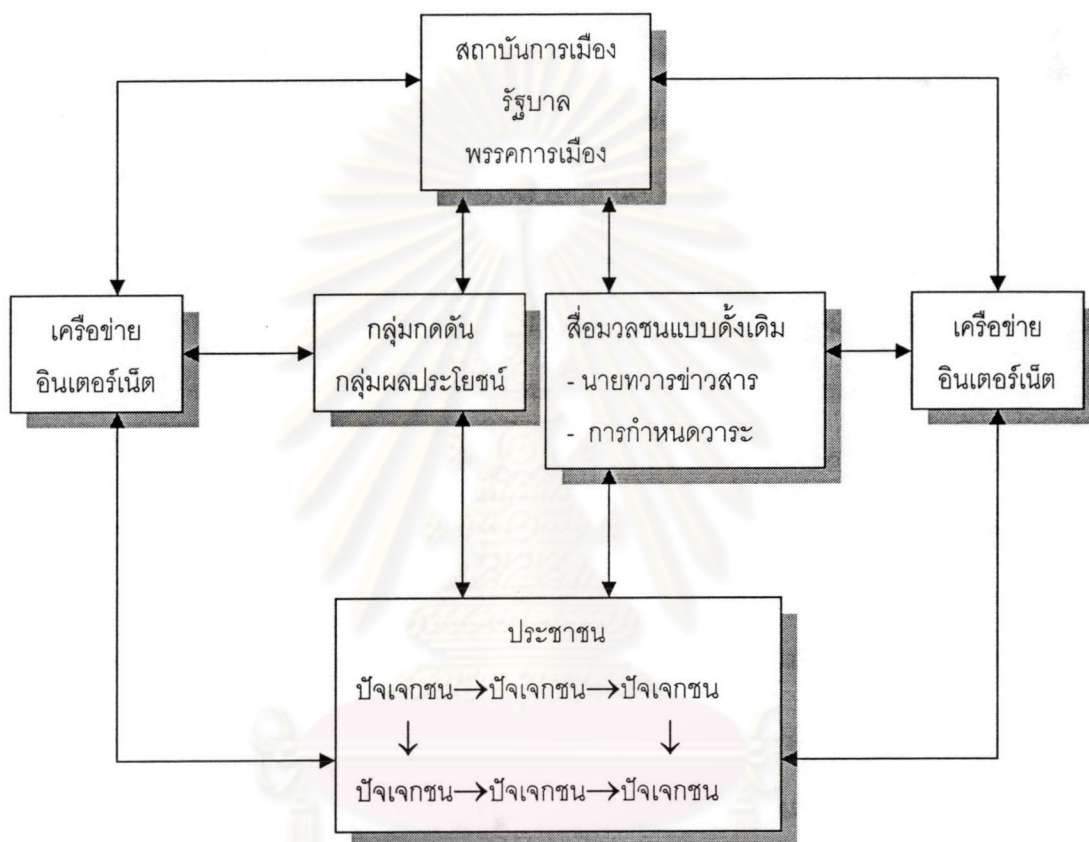 สถาบันการเมือง
รัฐบาล
พรรคการเมือง
เครือข่าย
อินเตอร์เน็ต
กลุ่มกดดัน
กลุ่มผลประโยชน์
สื่อมวลชนแบบดั้งเดิม
- นายทวารข่าวสาร
- การกำหนดวาระ
เครือข่าย
อินเตอร์เน็ต
ประชาชน
ปัจเจกชน→ปัจเจกชน→ปัจเจกชน
↓ ↓
ปัจเจกชน→ปัจเจกชน→ปัจเจกชน